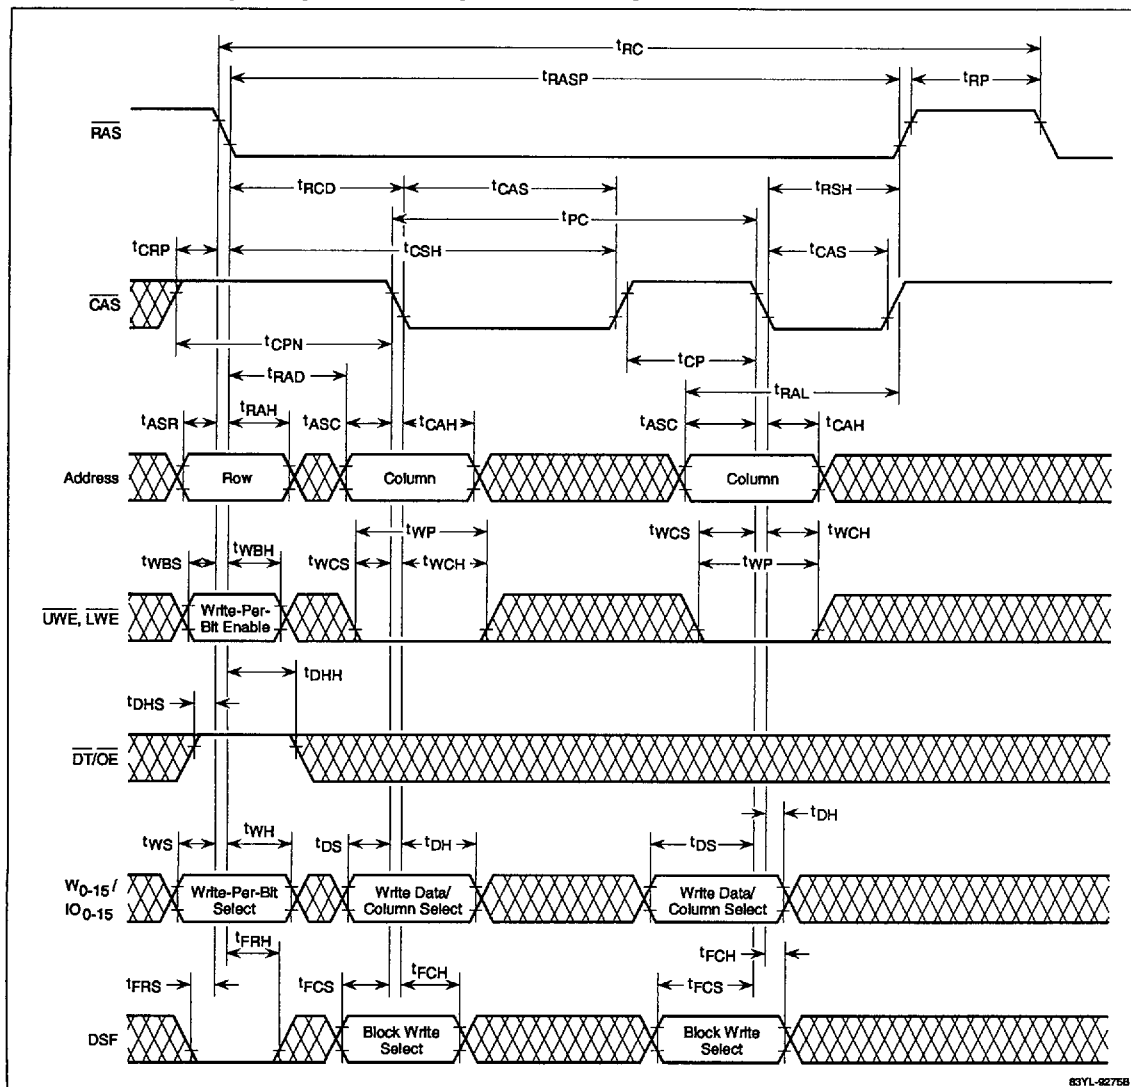 tRC
tRASP
tRP
RAS
tRCD
tCAS
tRSH
tPC
tCRP
tCSH
tCAS
CAS
tCPN
tCP
tRAD
tRAL
tASR
tRAH
tASC
tCAH
tASC
tCAH
Address
Row
Column
Column
tWP
tWBS
tWBH
tWCS
tWCH
tWCS
tWCH
tWP
UWE, LWE
Write-Per-
Bit Enable
tDHH
tDHS
DT/OE
tDH
tWS
tWH
tDS
tDH
tDS
W0-15 /
IO0-15
Write-Per-Bit
Select
Write Data/
Column Select
Write Data/
Column Select
tFRH
tFCH
tFRS
tFCS
tFCH
tFCS
DSF
Block Write
Select
Block Write
Select
83YL-9275B